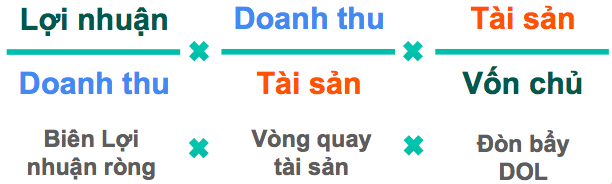 Lợi nhuận Doanh thu Tài sản
Doanh thu Tài sản Vốn chủ
Biên Lợi Vòng quay Đòn bẩy
nhuận ròng tài sản DOL